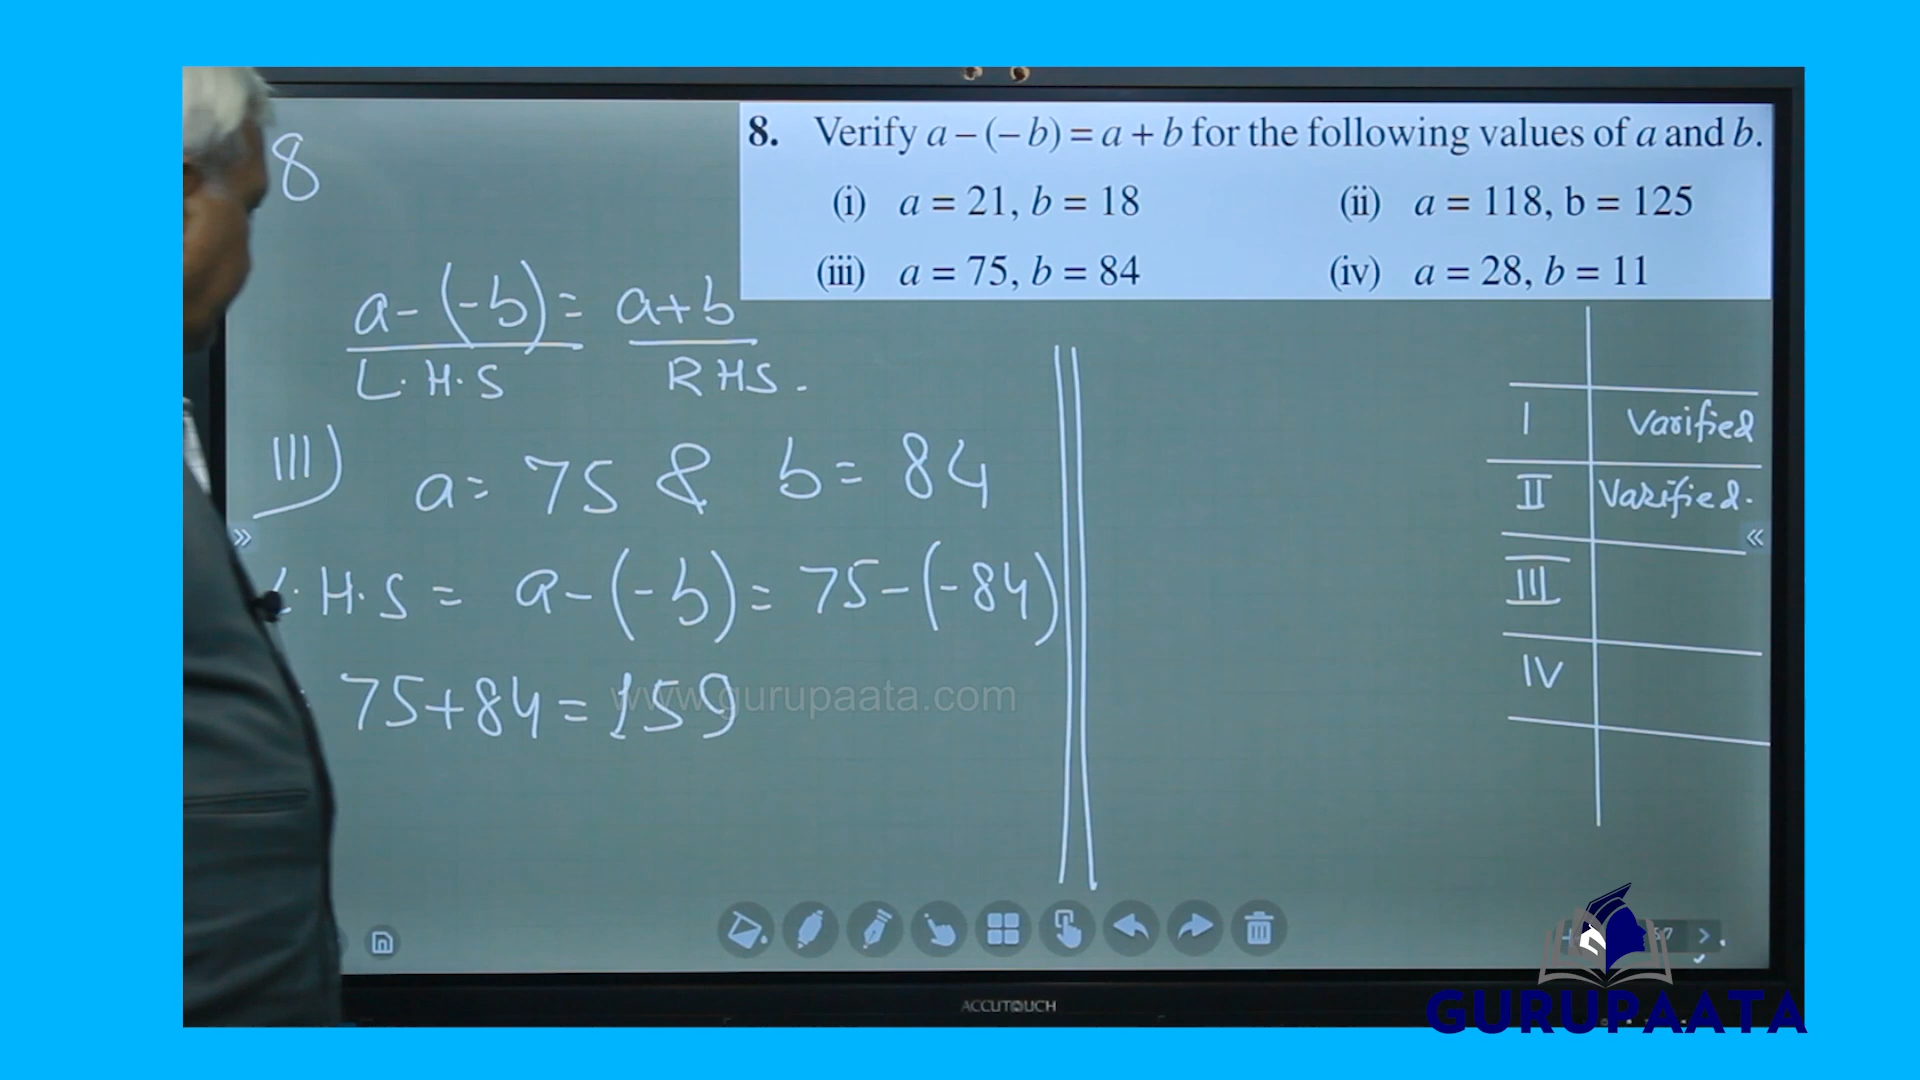 8
8. Verify a – (– b) = a + b for the following values of a and b.
(i) a = 21, b = 18
(ii) a = 118, b = 125
(iii) a = 75, b = 84
(iv) a = 28, b = 11
a - (-b) = a+b
L.H.S RHS.
III) a = 75 & b = 84
.H.S = a - (-b) = 75 - (-84)
75+84 = 159
www.gurupaata.com
I Varified
II Varified.
III
IV
ACCUTOUCH
GURUPAATA